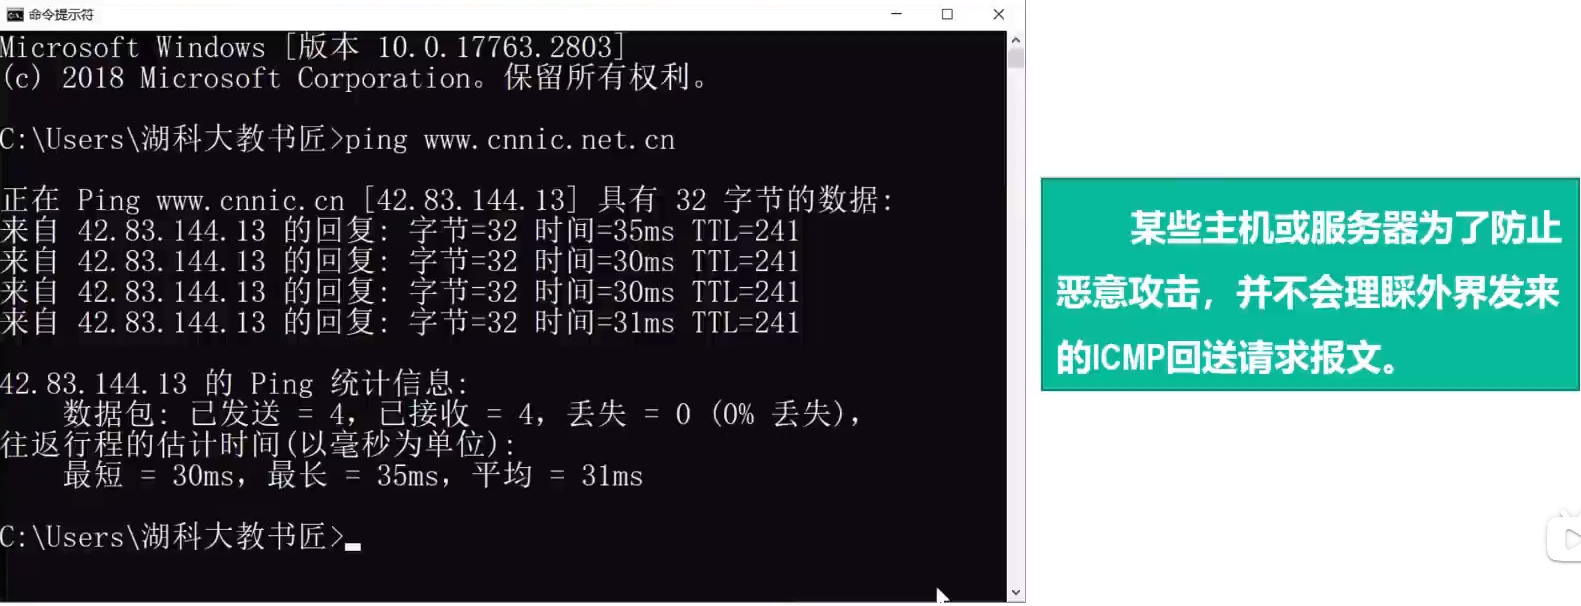 命令提示符
Microsoft Windows [版本 10.0.17763.2803]
(c) 2018 Microsoft Corporation。保留所有权利。
C:\Users\湖科大教书匠>ping www.cnnic.net.cn
正在 Ping www.cnnic.cn [42.83.144.13] 具有 32 字节的数据:
来自 42.83.144.13 的回复: 字节=32 时间=35ms TTL=241
来自 42.83.144.13 的回复: 字节=32 时间=30ms TTL=241
来自 42.83.144.13 的回复: 字节=32 时间=30ms TTL=241
来自 42.83.144.13 的回复: 字节=32 时间=31ms TTL=241
42.83.144.13 的 Ping 统计信息:
数据包: 已发送 = 4，已接收 = 4，丢失 = 0 (0% 丢失)，
往返行程的估计时间(以毫秒为单位):
最短 = 30ms，最长 = 35ms，平均 = 31ms
C:\Users\湖科大教书匠>
某些主机或服务器为了防止
恶意攻击，并不会理睬外界发来
的ICMP回送请求报文。